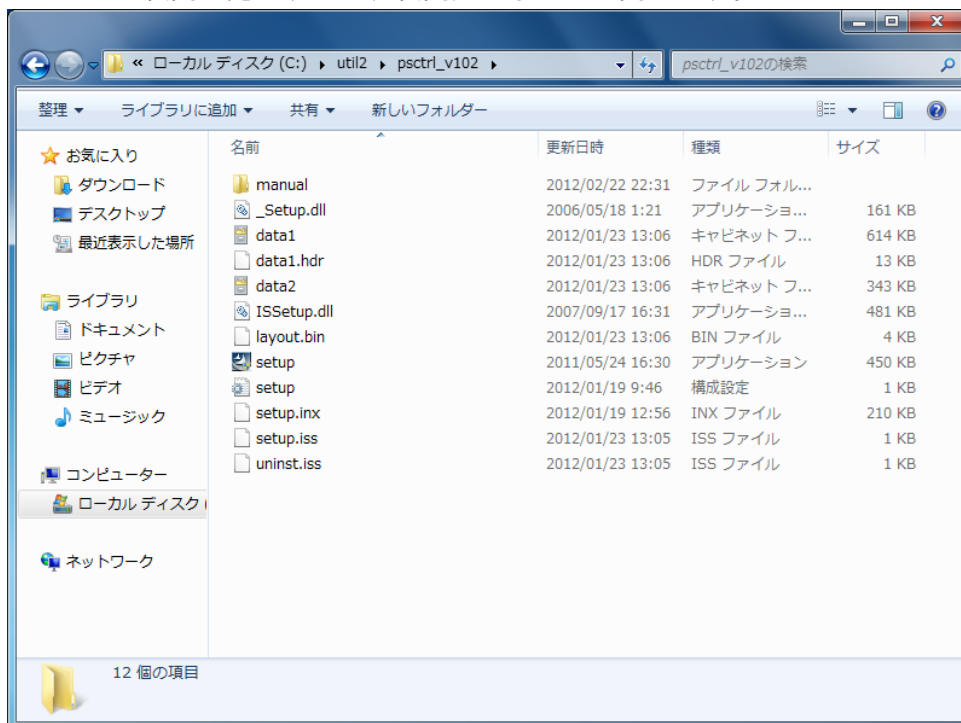 « ローカル ディスク (C:) ▸ util2 ▸ psctrl_v102 ▸
psctrl_v102の検索
整理 ▼ ライブラリに追加 ▼ 共有 ▼ 新しいフォルダー
名前 更新日時 種類 サイズ
お気に入り
ダウンロード
デスクトップ
最近表示した場所
ライブラリ
ドキュメント
ピクチャ
ビデオ
ミュージック
コンピューター
ローカル ディスク (
ネットワーク
manual 2012/02/22 22:31 ファイル フォル...
_Setup.dll 2006/05/18 1:21 アプリケーショ... 161 KB
data1 2012/01/23 13:06 キャビネット フ... 614 KB
data1.hdr 2012/01/23 13:06 HDR ファイル 13 KB
data2 2012/01/23 13:06 キャビネット フ... 343 KB
ISSetup.dll 2007/09/17 16:31 アプリケーショ... 481 KB
layout.bin 2012/01/23 13:06 BIN ファイル 4 KB
setup 2011/05/24 16:30 アプリケーション 450 KB
setup 2012/01/19 9:46 構成設定 1 KB
setup.inx 2012/01/19 12:56 INX ファイル 210 KB
setup.iss 2012/01/23 13:05 ISS ファイル 1 KB
uninst.iss 2012/01/23 13:05 ISS ファイル 1 KB
12 個の項目